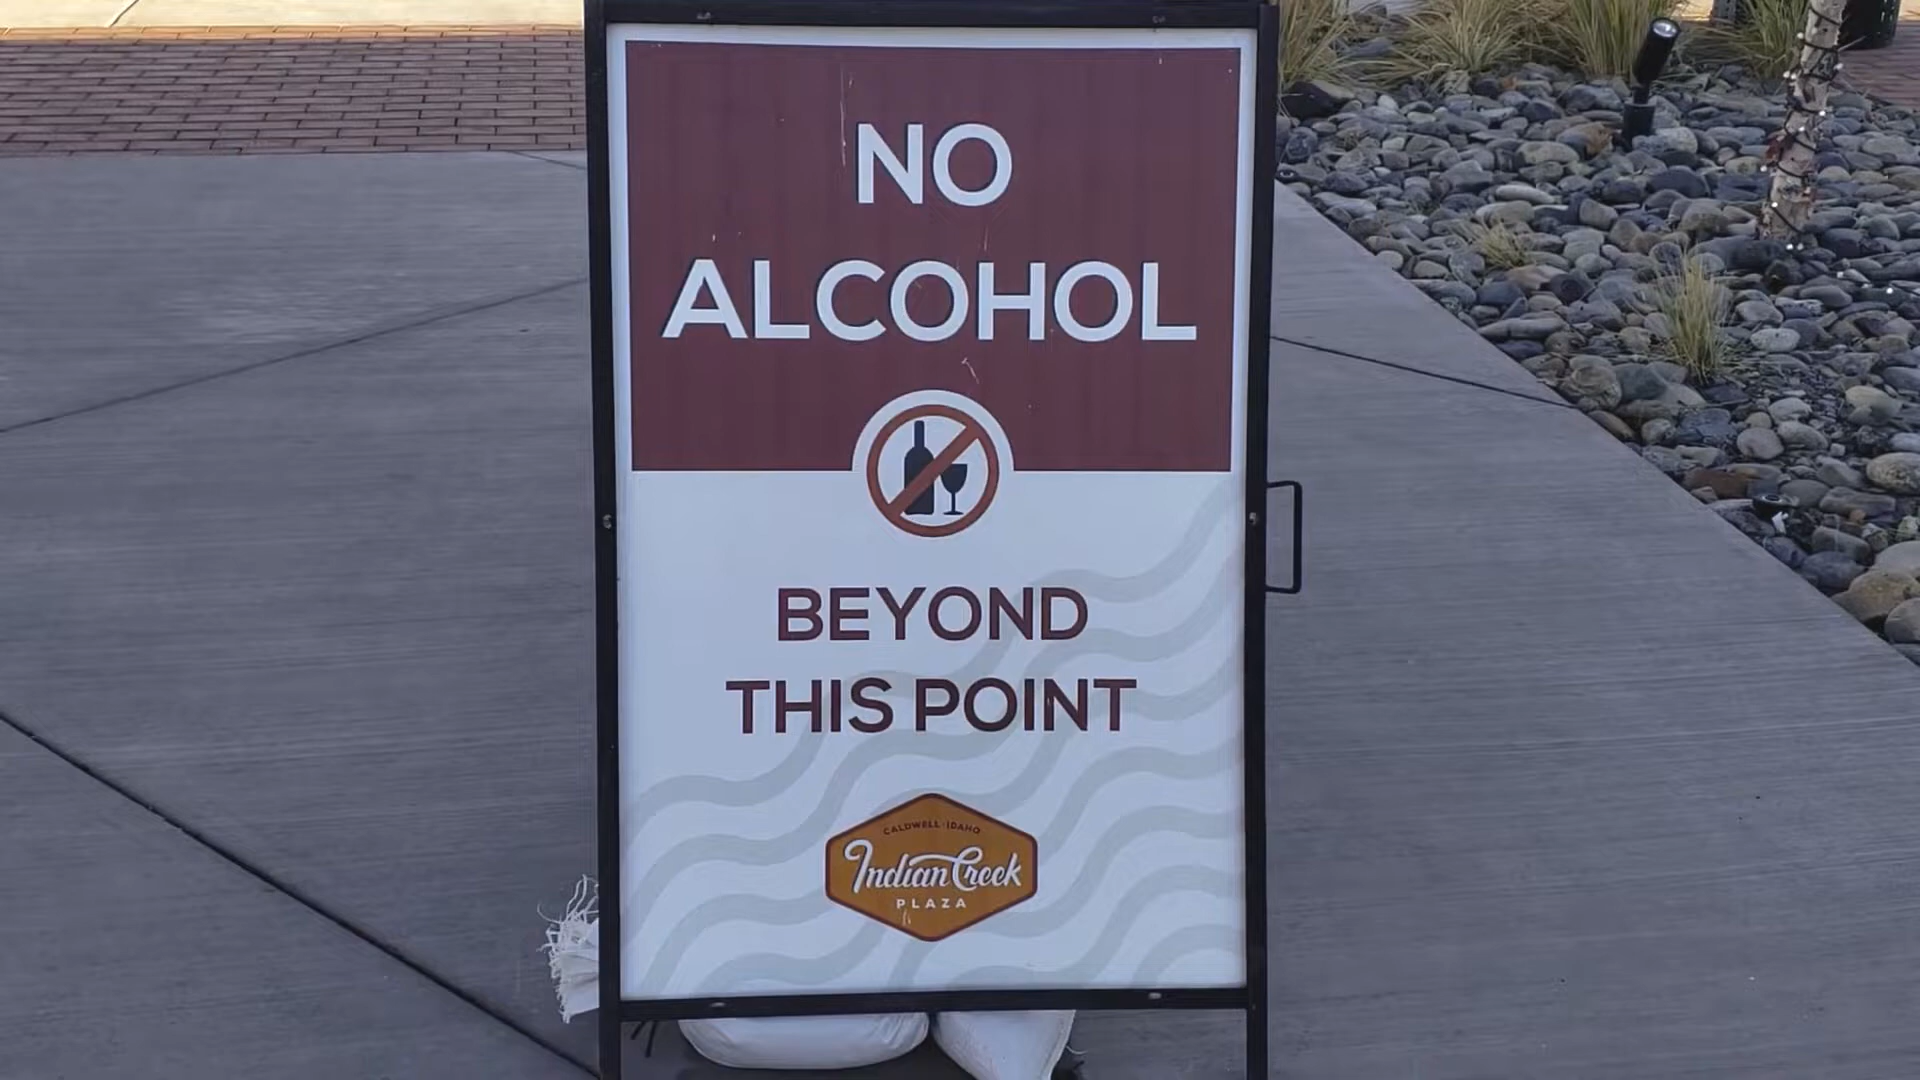 NO
ALCOHOL
BEYOND
THIS POINT
CALDWELL IDAHO
Indian Creek
PLAZA